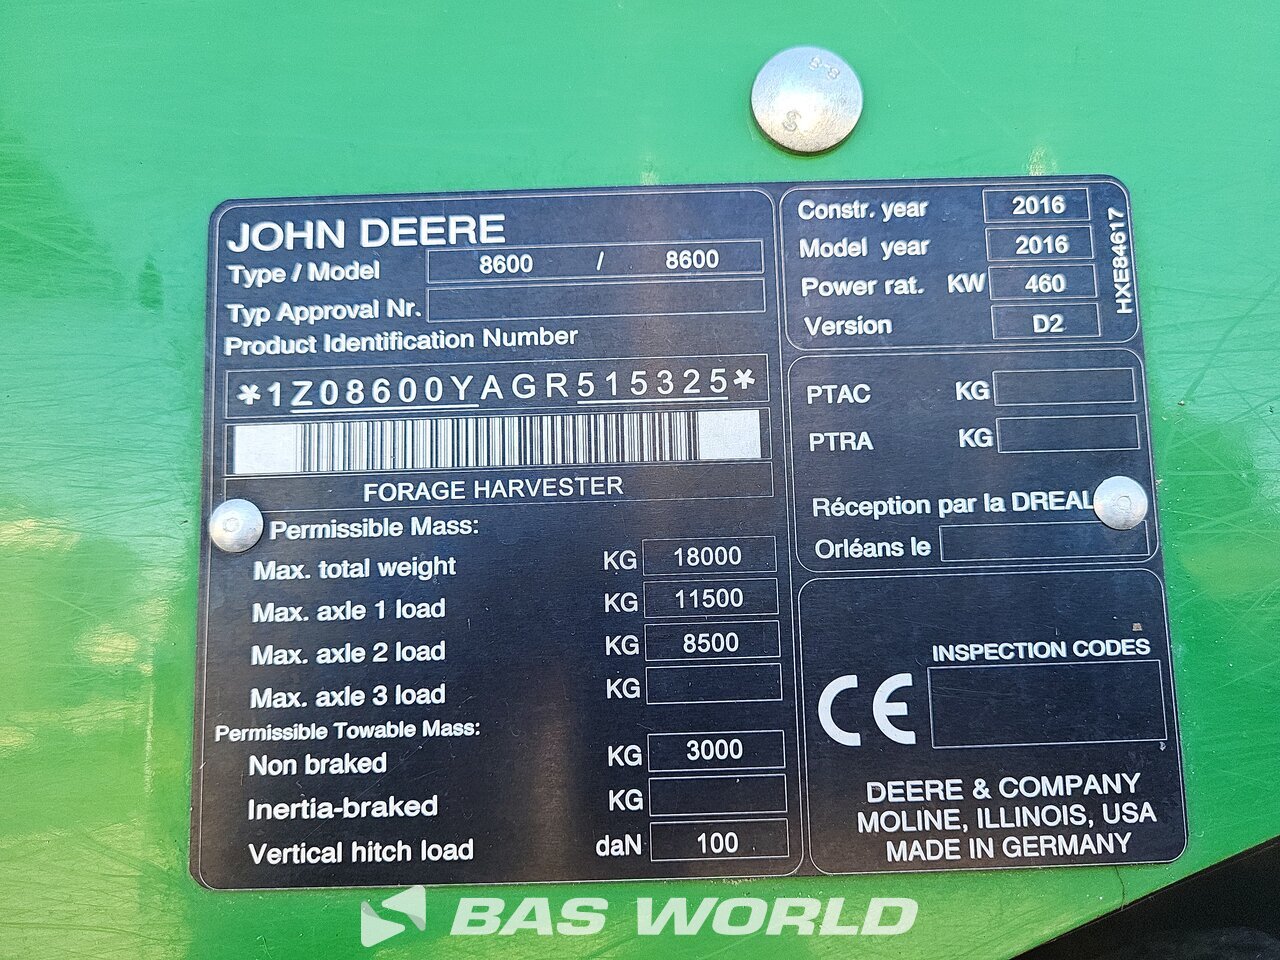 JOHN DEERE
Type / Model 8600 / 8600
Typ Approval Nr.
Product Identification Number
*1Z08600YAGR515325*
FORAGE HARVESTER
Permissible Mass:
Max. total weight KG 18000
Max. axle 1 load KG 11500
Max. axle 2 load KG 8500
Max. axle 3 load KG
Permissible Towable Mass:
Non braked KG 3000
Inertia-braked KG
Vertical hitch load daN 100
Constr. year 2016
Model year 2016
Power rat. KW 460
Version D2
HXE84617
PTAC KG
PTRA KG
Réception par la DREAL
Orléans le
INSPECTION CODES
CE
DEERE & COMPANY
MOLINE, ILLINOIS, USA
MADE IN GERMANY
BAS WORLD